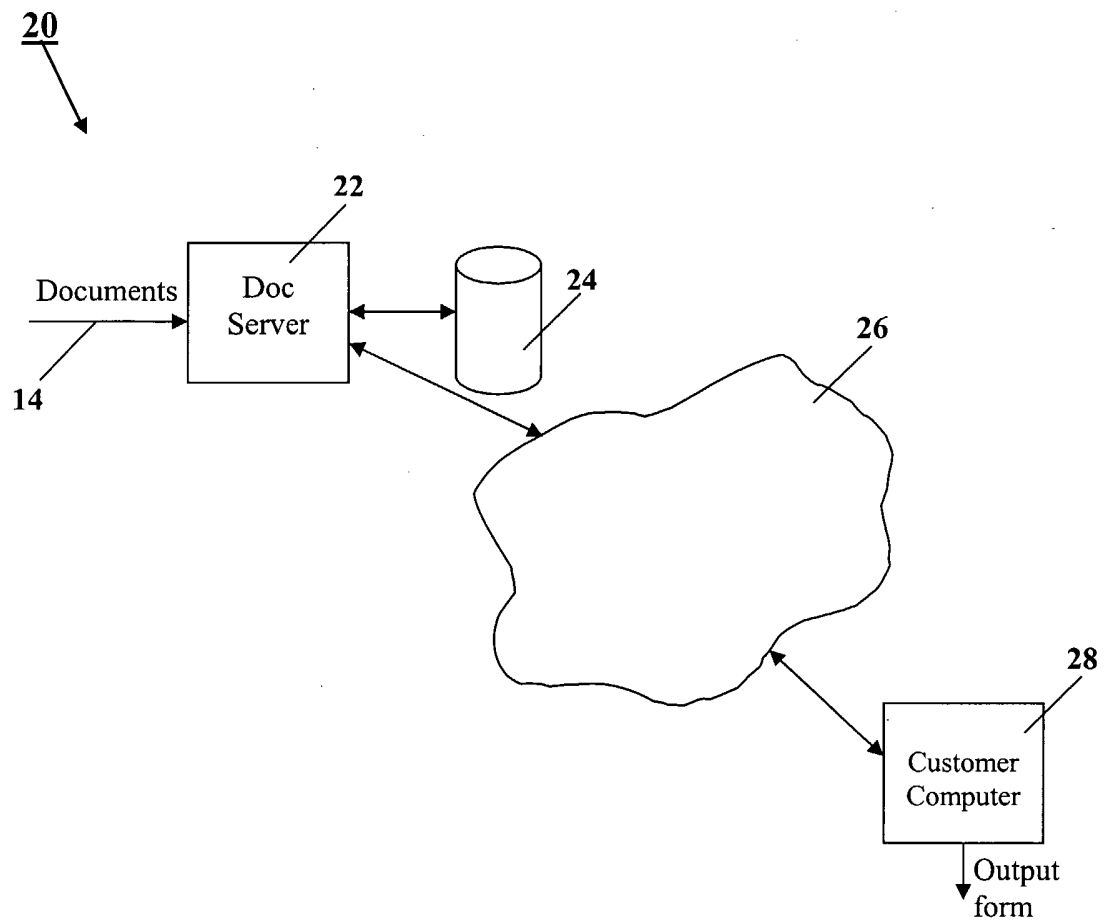 20
22
Documents
Doc
Server
24
14
26
28
Customer
Computer
Output
form